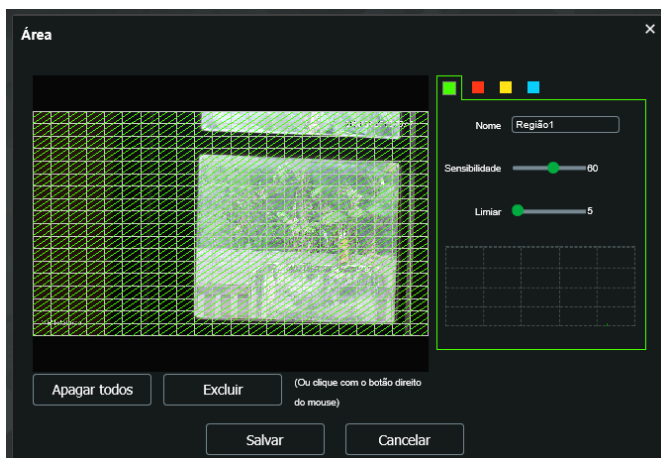 Área
×
Nome
Região1
Sensibilidade
60
Limiar
5
Apagar todos
Excluir
(Ou clique com o botão direito
do mouse)
Salvar
Cancelar